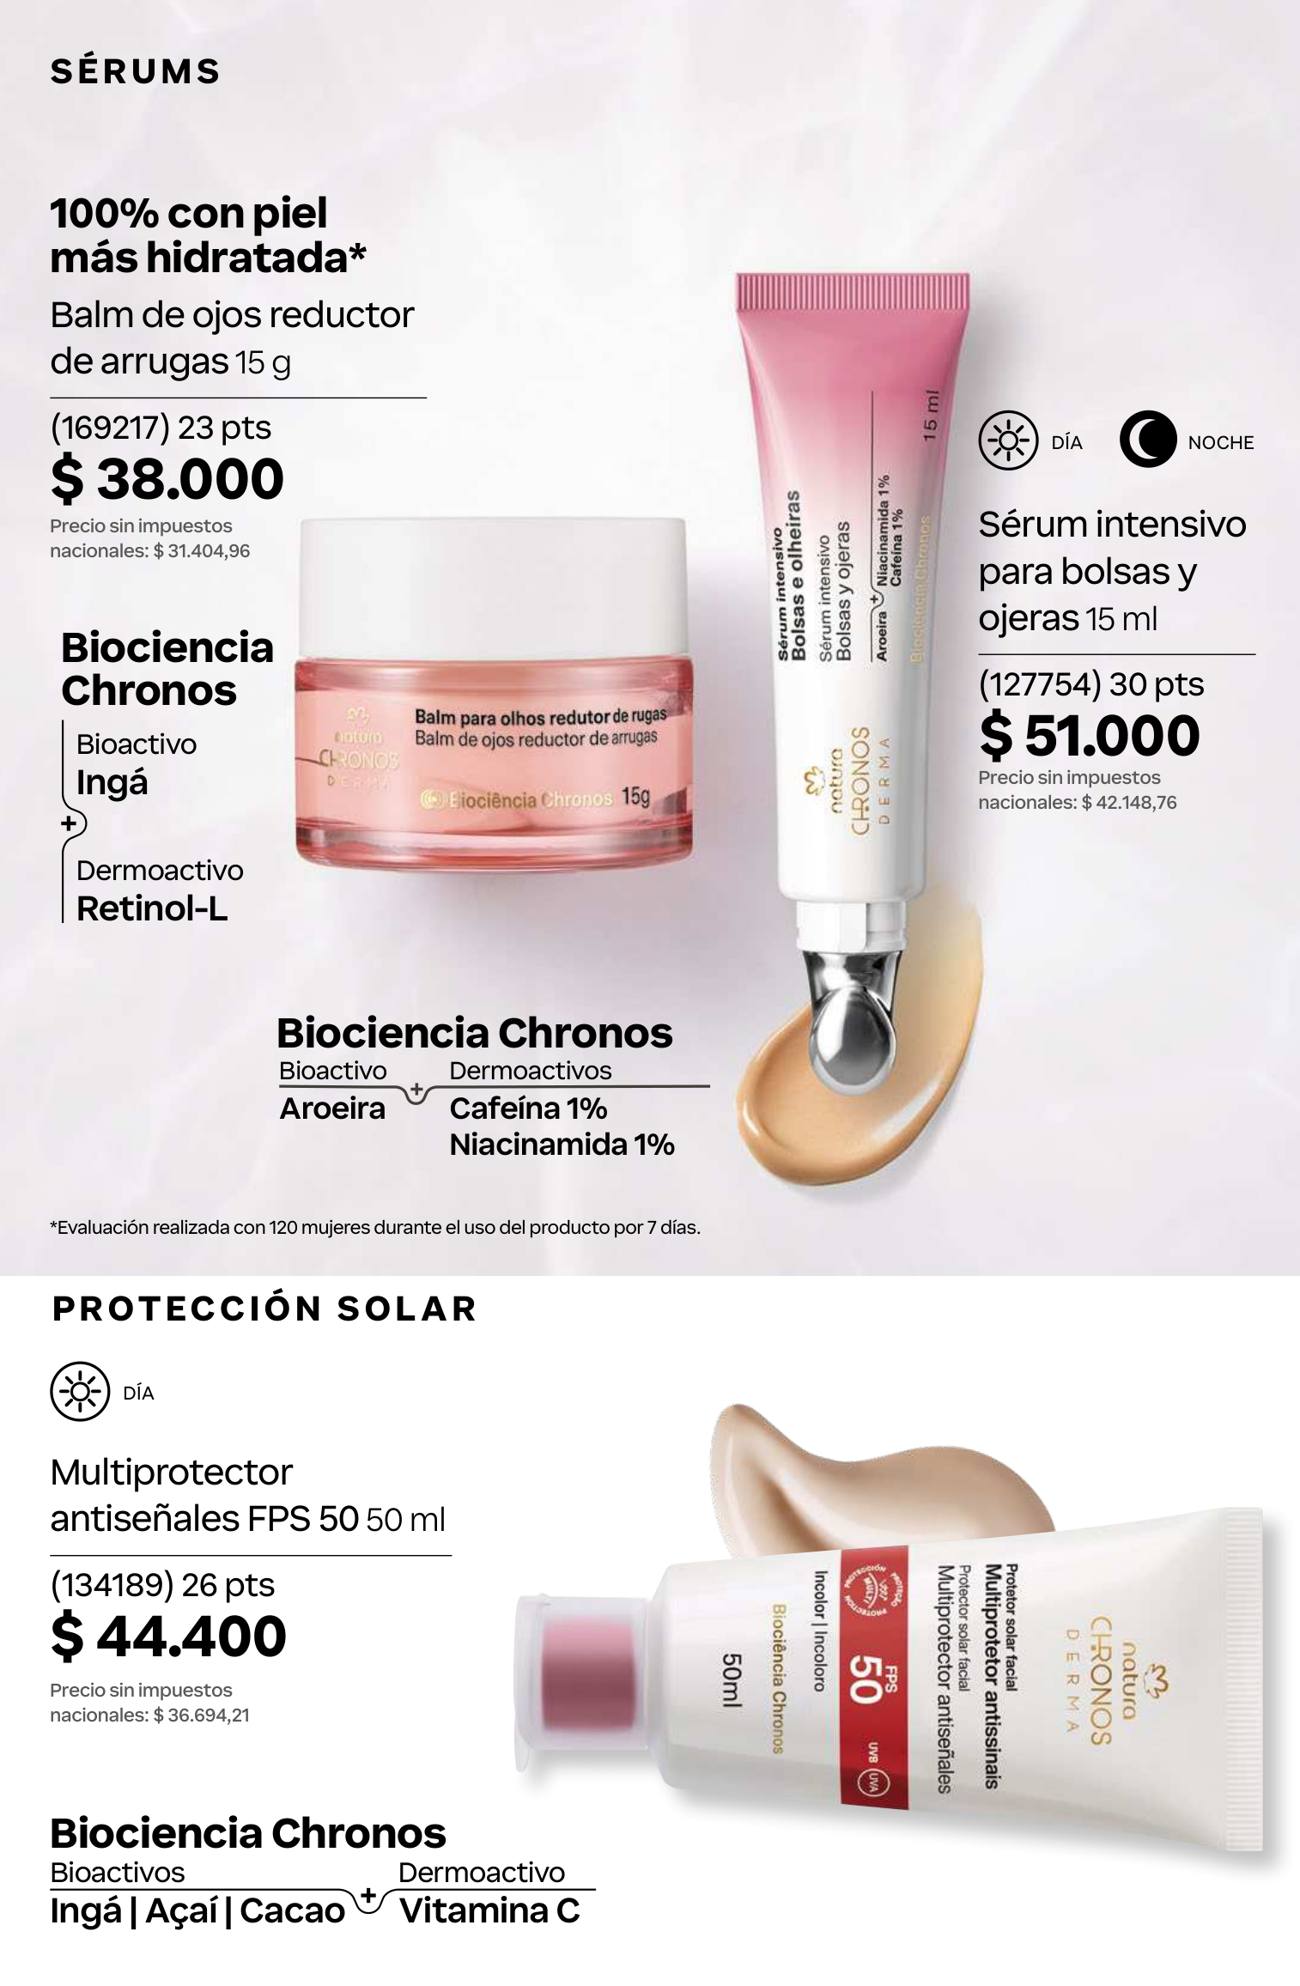 SÉRUMS
100% con piel
más hidratada*
Balm de ojos reductor
de arrugas 15 g
(169217) 23 pts
$ 38.000
Precio sin impuestos
nacionales: $ 31.404,96
Biociencia
Chronos
Bioactivo
Ingá
+
Dermoactivo
Retinol-L
natura
CHRONOS
DERMA
Balm para olhos redutor de rugas
Balm de ojos reductor de arrugas
Biociência Chronos 15g
Sérum intensivo
Bolsas e olheiras
Sérum intensivo
Bolsas y ojeras
Aroeira + Niacinamida 1%
Cafeína 1%
Biociência Chronos
15 ml
natura
CHRONOS
DERMA
DÍA
NOCHE
Sérum intensivo
para bolsas y
ojeras 15 ml
(127754) 30 pts
$ 51.000
Precio sin impuestos
nacionales: $ 42.148,76
Biociencia Chronos
Bioactivo + Dermoactivos
Aroeira Cafeína 1%
Niacinamida 1%
*Evaluación realizada con 120 mujeres durante el uso del producto por 7 días.
PROTECCIÓN SOLAR
DÍA
Multiprotector
antiseñales FPS 50 50 ml
(134189) 26 pts
$ 44.400
Precio sin impuestos
nacionales: $ 36.694,21
natura
CHRONOS
DERMA
Protetor solar facial
Multiprotetor antissinais
Protector solar facial
Multiprotector antiseñales
PROTECCIÓN PROTEÇÃO PROTECTION
MULTI
FPS
50
UVB UVA
Incolor | Incoloro
Biociência Chronos
50ml
Biociencia Chronos
Bioactivos + Dermoactivo
Ingá | Açaí | Cacao Vitamina C